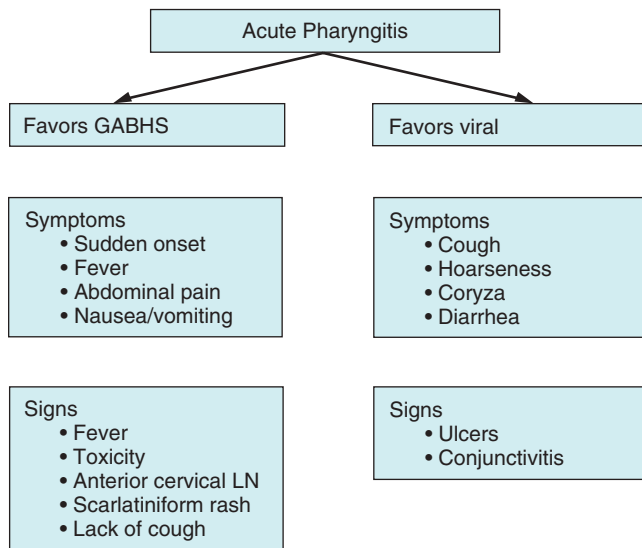 Acute Pharyngitis
Favors GABHS
Favors viral
Symptoms
• Sudden onset
• Fever
• Abdominal pain
• Nausea/vomiting
Symptoms
• Cough
• Hoarseness
• Coryza
• Diarrhea
Signs
• Fever
• Toxicity
• Anterior cervical LN
• Scarlatiniform rash
• Lack of cough
Signs
• Ulcers
• Conjunctivitis